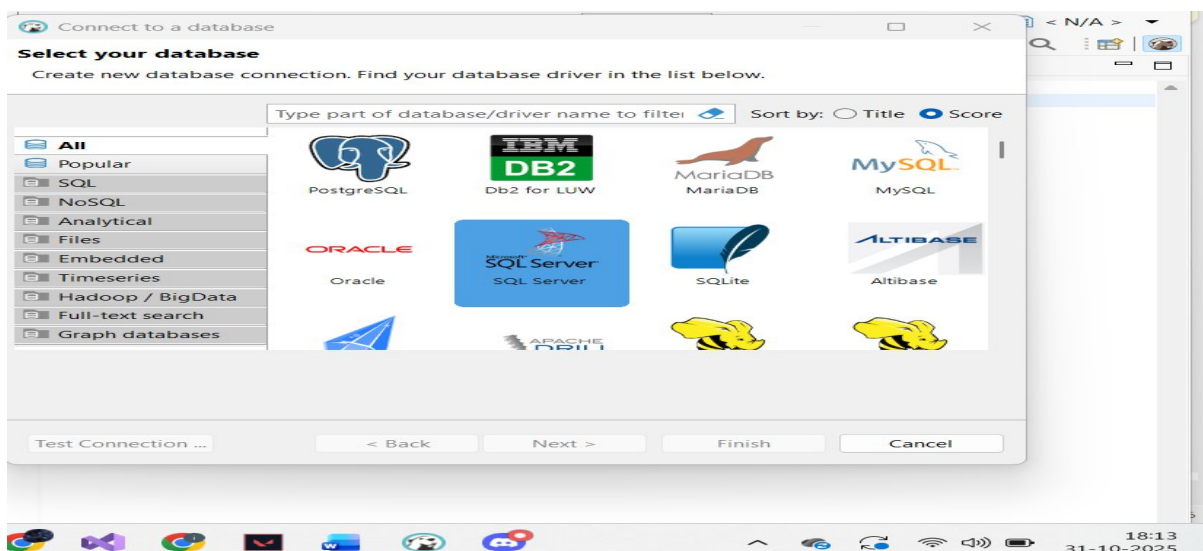 Connect to a database
< N/A >
Select your database
Create new database connection. Find your database driver in the list below.
Type part of database/driver name to filter
Sort by: Title Score
All
Popular
SQL
NoSQL
Analytical
Files
Embedded
Timeseries
Hadoop / BigData
Full-text search
Graph databases
PostgreSQL
IBM
DB2
Db2 for LUW
MariaDB
MariaDB
MySQL
MySQL
ORACLE
Oracle
Microsoft
SQL Server
SQL Server
SQLite
ALTIBASE
Altibase
APACHE
DRILL
Test Connection ...
< Back
Next >
Finish
Cancel
18:13
31-10-2025